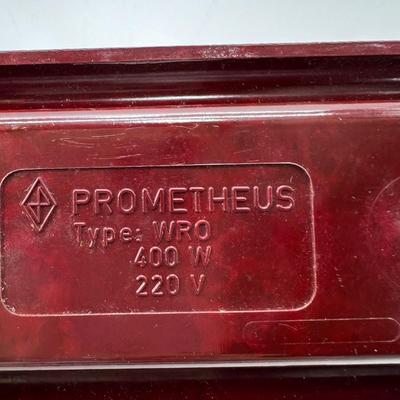 PROMETHEUS
Type: WRO
400 W
220 V